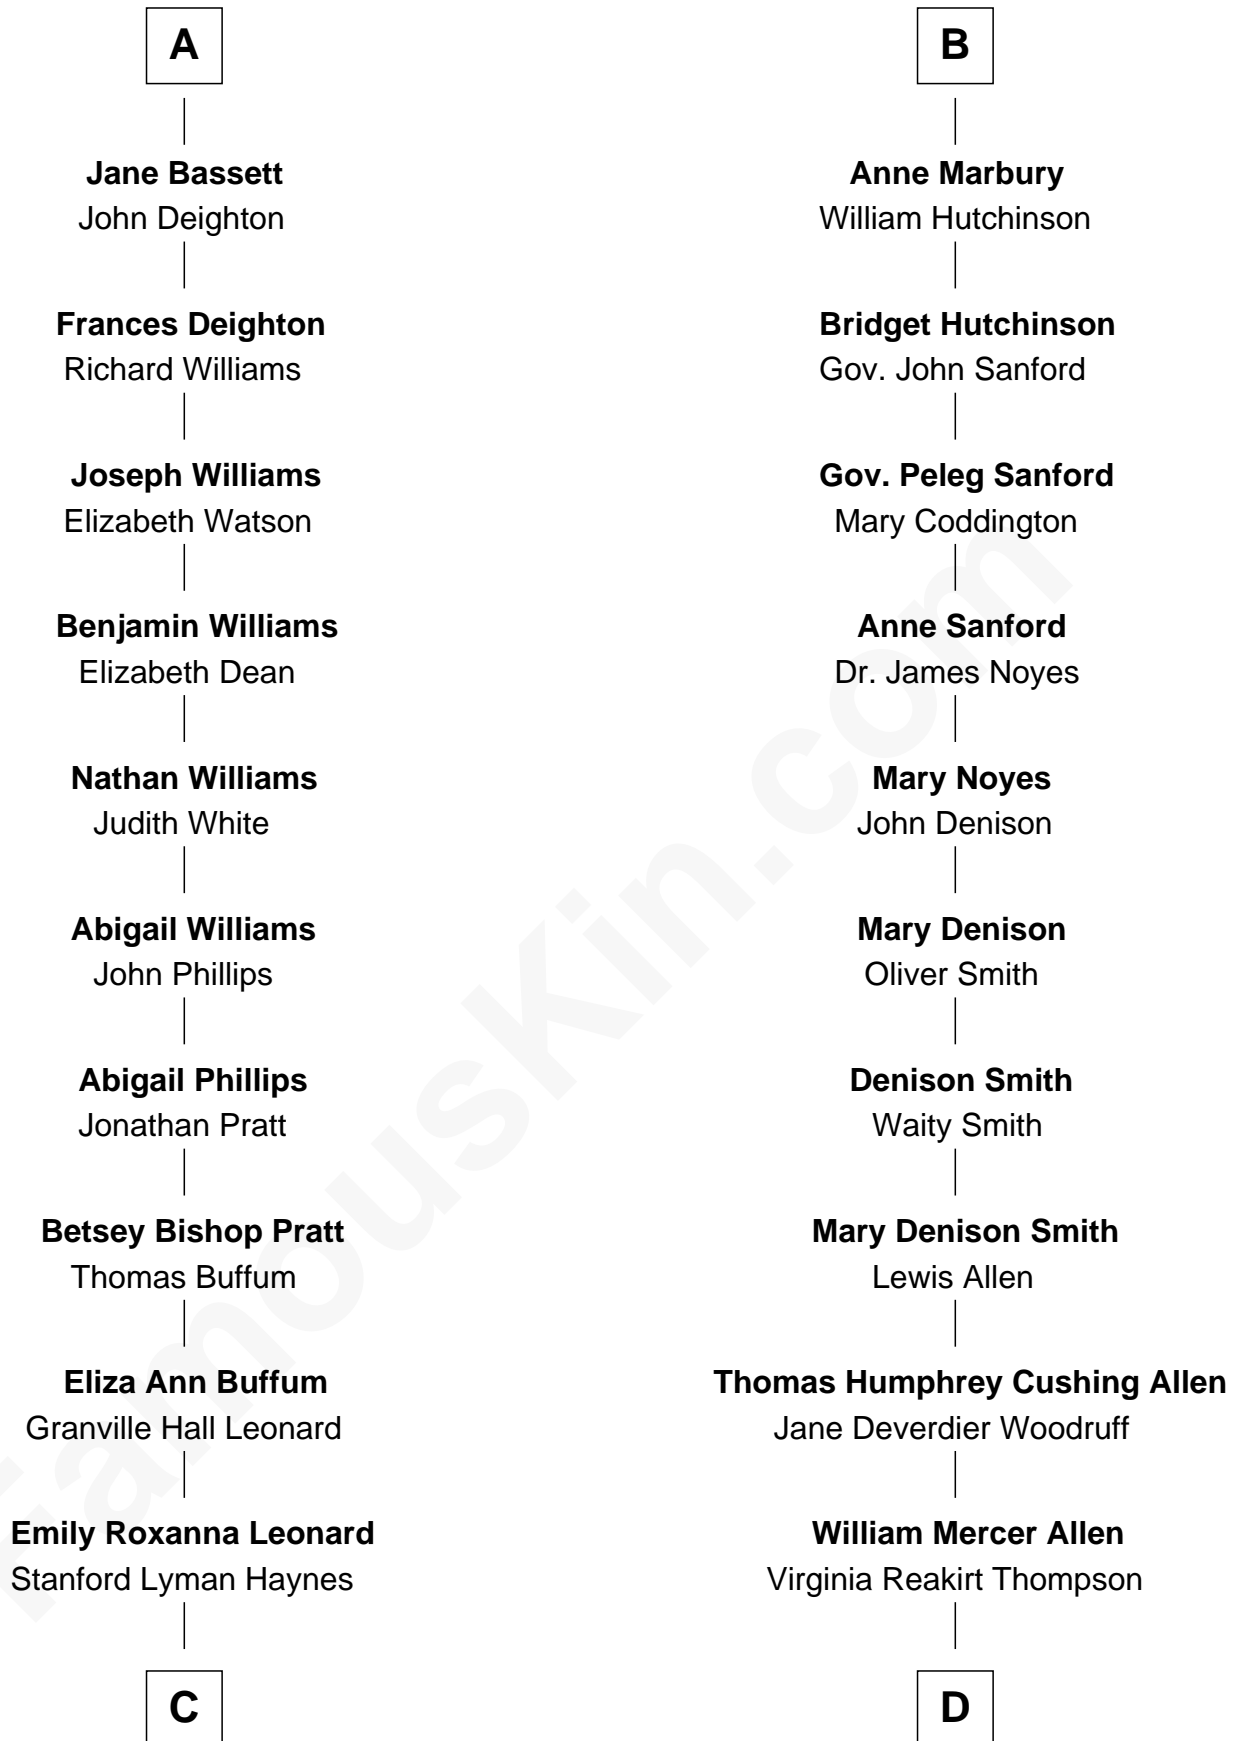 A
Jane Bassett
John Deighton
Frances Deighton
Richard Williams
Joseph Williams
Elizabeth Watson
Benjamin Williams
Elizabeth Dean
Nathan Williams
Judith White
Abigail Williams
John Phillips
Abigail Phillips
Jonathan Pratt
Betsey Bishop Pratt
Thomas Buffum
Eliza Ann Buffum
Granville Hall Leonard
Emily Roxanna Leonard
Stanford Lyman Haynes
C
B
Anne Marbury
William Hutchinson
Bridget Hutchinson
Gov. John Sanford
Gov. Peleg Sanford
Mary Coddington
Anne Sanford
Dr. James Noyes
Mary Noyes
John Denison
Mary Denison
Oliver Smith
Denison Smith
Waity Smith
Mary Denison Smith
Lewis Allen
Thomas Humphrey Cushing Allen
Jane Deverdier Woodruff
William Mercer Allen
Virginia Reakirt Thompson
D
FamousKin.com